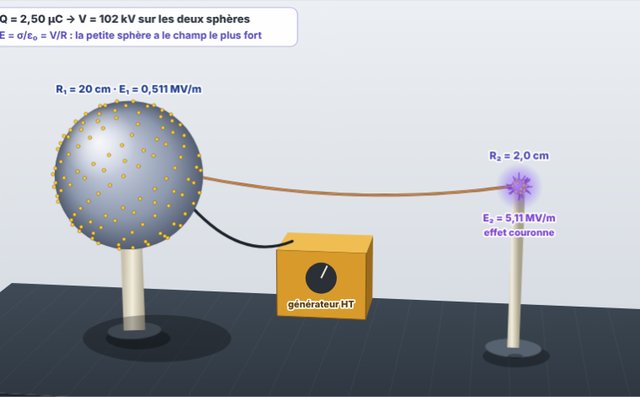 Q = 2,50 µC → V = 102 kV sur les deux sphères
E = σ/ε₀ = V/R : la petite sphère a le champ le plus fort
R₁ = 20 cm · E₁ = 0,511 MV/m
R₂ = 2,0 cm
E₂ = 5,11 MV/m
effet couronne
générateur HT